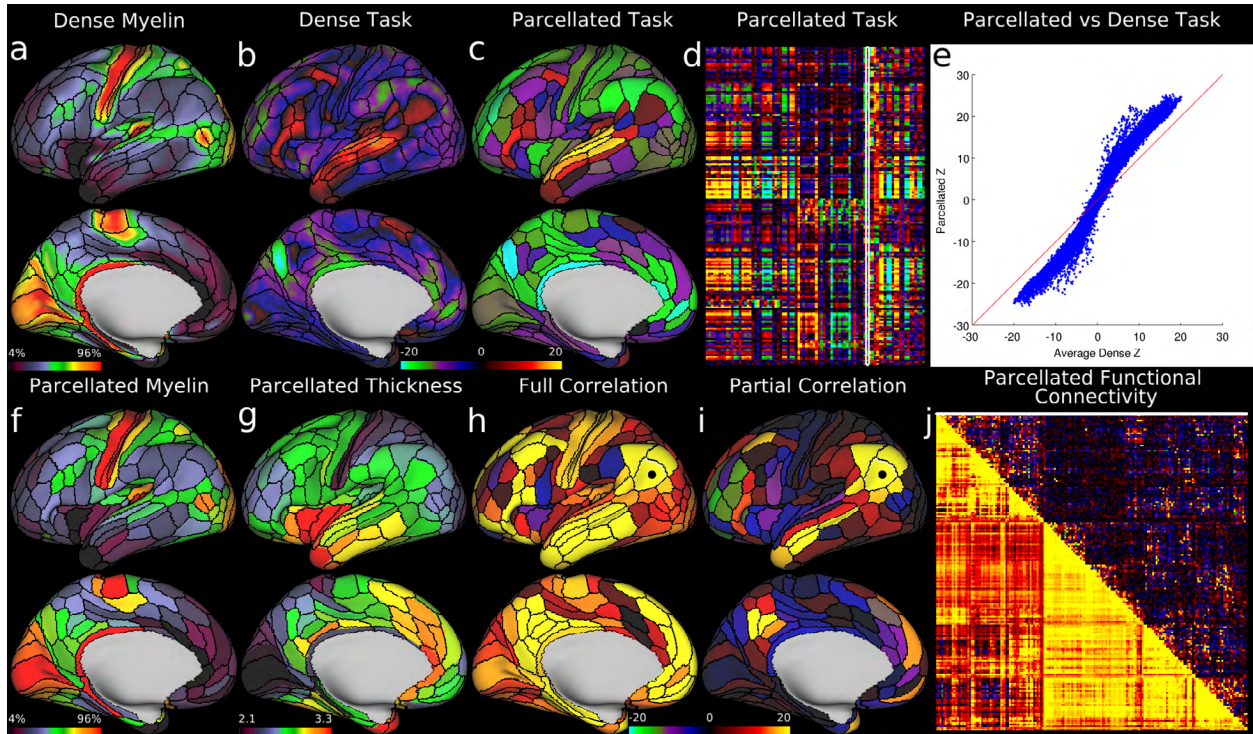 Dense Myelin
Dense Task
Parcellated Task
Parcellated Task
Parcellated vs Dense Task
a
b
c
d
e
30
20
10
0
-10
-20
-30
Parcellated Z
-30
-20
-10
0
10
20
30
Average Dense Z
4%
96%
-20
0
20
Parcellated Myelin
Parcellated Thickness
Full Correlation
Partial Correlation
Parcellated Functional
Connectivity
f
g
h
i
j
4%
96%
2.1
3.3
-20
0
20